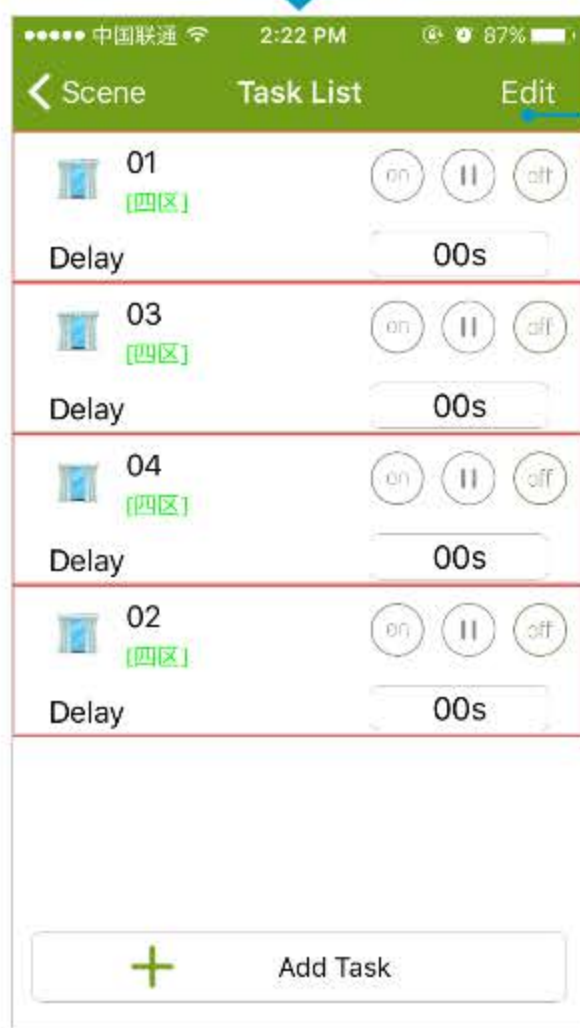 中国联通 2:22 PM 87%
Scene Task List Edit
01 on off
[四区]
Delay 00s
03 on off
[四区]
Delay 00s
04 on off
[四区]
Delay 00s
02 on off
[四区]
Delay 00s
Add Task